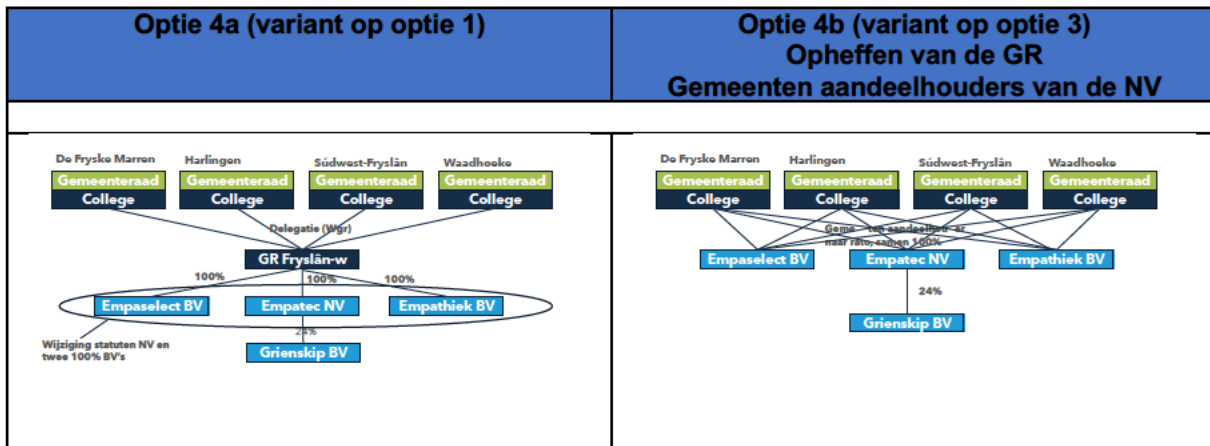 Optie 4a (variant op optie 1)
Optie 4b (variant op optie 3)
Opheffen van de GR
Gemeenten aandeelhouders van de NV
De Fryske Marren
Harlingen
Súdwest-Fryslân
Waadhoeke
Gemeenteraad
Gemeenteraad
Gemeenteraad
Gemeenteraad
College
College
College
College
Delegatie (Wgr)
GR Fryslân-w
100%
100%
100%
Empaselect BV
Empatec NV
Empathiek BV
24%
Wijziging statuten NV en
twee 100% BV's
Grienskip BV
De Fryske Marren
Harlingen
Súdwest-Fryslân
Waadhoeke
Gemeenteraad
Gemeenteraad
Gemeenteraad
Gemeenteraad
College
College
College
College
naar rato, samen 100%
Empaselect BV
Empatec NV
Empathiek BV
24%
Grienskip BV